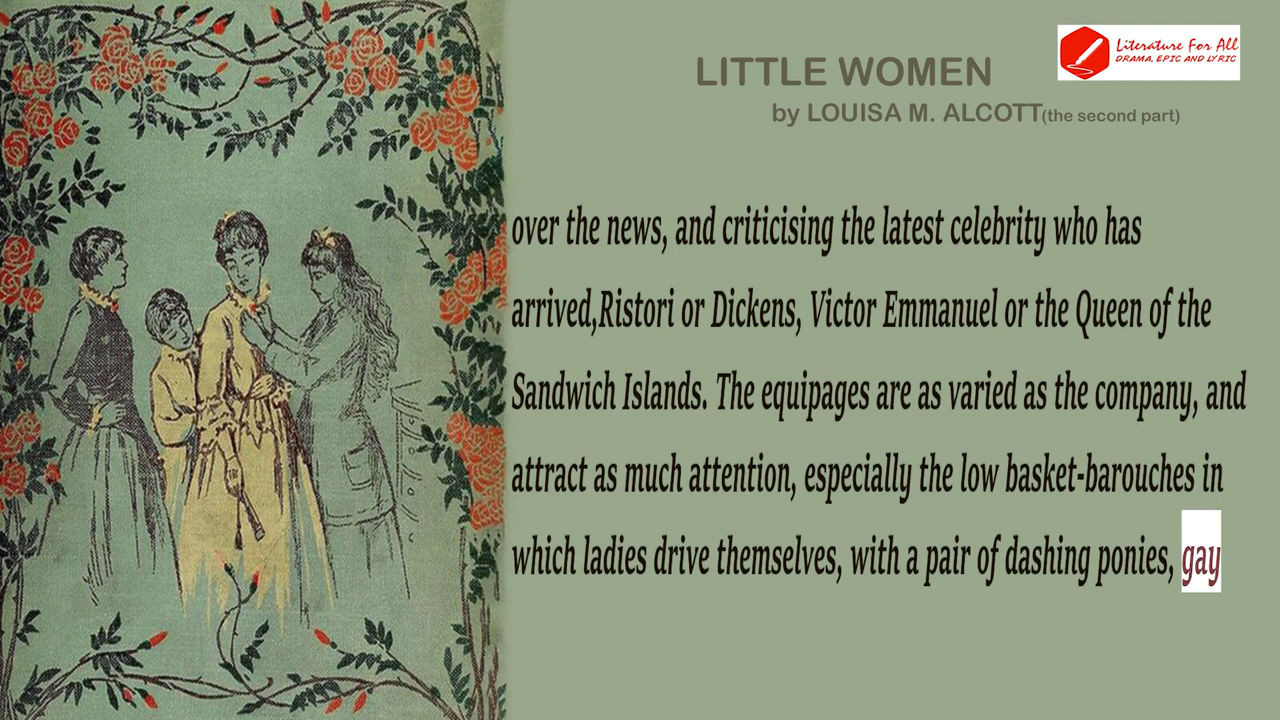 LITTLE WOMEN
by LOUISA M. ALCOTT(the second part)
Literature For All
DRAMA, EPIC AND LYRIC
over the news, and criticising the latest celebrity who has
arrived,Ristori or Dickens, Victor Emmanuel or the Queen of the
Sandwich Islands. The equipages are as varied as the company, and
attract as much attention, especially the low basket-barouches in
which ladies drive themselves, with a pair of dashing ponies, gay